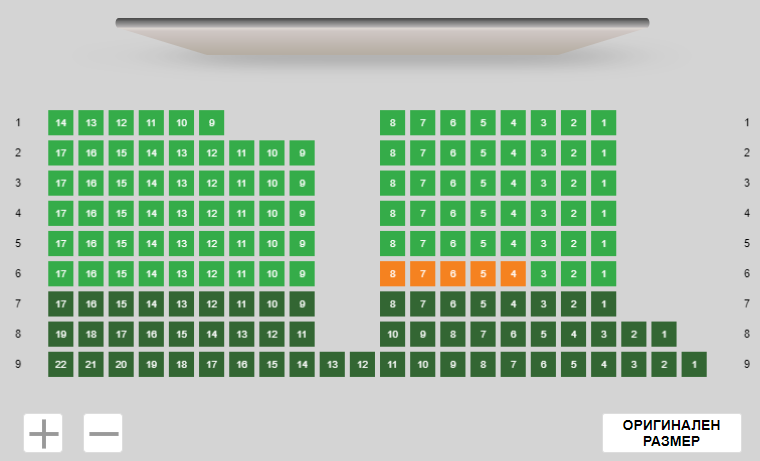 1 14 13 12 11 10 9 8 7 6 5 4 3 2 1 1
2 17 16 15 14 13 12 11 10 9 8 7 6 5 4 3 2 1 2
3 17 16 15 14 13 12 11 10 9 8 7 6 5 4 3 2 1 3
4 17 16 15 14 13 12 11 10 9 8 7 6 5 4 3 2 1 4
5 17 16 15 14 13 12 11 10 9 8 7 6 5 4 3 2 1 5
6 17 16 15 14 13 12 11 10 9 8 7 6 5 4 3 2 1 6
7 17 16 15 14 13 12 11 10 9 8 7 6 5 4 3 2 1 7
8 19 18 17 16 15 14 13 12 11 10 9 8 7 6 5 4 3 2 1 8
9 22 21 20 19 18 17 16 15 14 13 12 11 10 9 8 7 6 5 4 3 2 1 9
ОРИГИНАЛЕН
РАЗМЕР